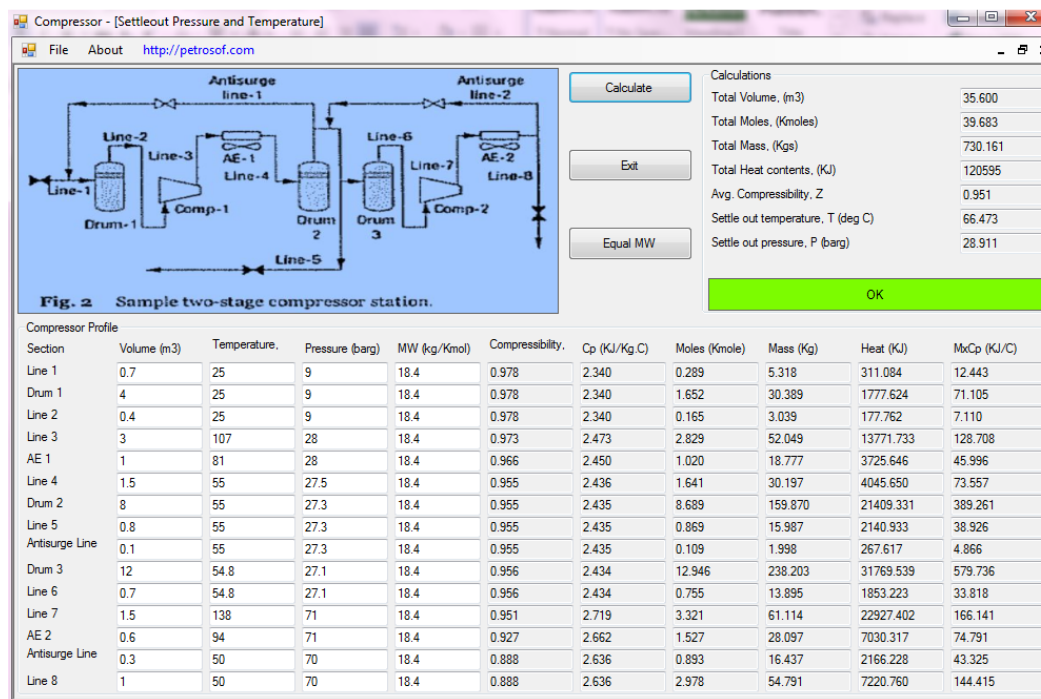 Compressor - [Settleout Pressure and Temperature]
File About http://petrosof.com
Antisurge line-1
Antisurge line-2
Line-2
Line-3
AE-1
Line-4
Line-6
Line-7
AE-2
Line-8
Line-1
Drum-1
Comp-1
Drum 2
Drum 3
Comp-2
Line-5
Fig. 2 Sample two-stage compressor station.
Calculate
Exit
Equal MW
Calculations
Total Volume, (m3) 35.600
Total Moles, (Kmoles) 39.683
Total Mass, (Kgs) 730.161
Total Heat contents, (KJ) 120595
Avg. Compressibility, Z 0.951
Settle out temperature, T (deg C) 66.473
Settle out pressure, P (barg) 28.911
OK
Compressor Profile
Section Volume (m3) Temperature, Pressure (barg) MW (kg/Kmol) Compressibility, Cp (KJ/Kg.C) Moles (Kmole) Mass (Kg) Heat (KJ) MxCp (KJ/C)
Line 1 0.7 25 9 18.4 0.978 2.340 0.289 5.318 311.084 12.443
Drum 1 4 25 9 18.4 0.978 2.340 1.652 30.389 1777.624 71.105
Line 2 0.4 25 9 18.4 0.978 2.340 0.165 3.039 177.762 7.110
Line 3 3 107 28 18.4 0.973 2.473 2.829 52.049 13771.733 128.708
AE 1 1 81 28 18.4 0.966 2.450 1.020 18.777 3725.646 45.996
Line 4 1.5 55 27.5 18.4 0.955 2.436 1.641 30.197 4045.650 73.557
Drum 2 8 55 27.3 18.4 0.955 2.435 8.689 159.870 21409.331 389.261
Line 5 0.8 55 27.3 18.4 0.955 2.435 0.869 15.987 2140.933 38.926
Antisurge Line 0.1 55 27.3 18.4 0.955 2.435 0.109 1.998 267.617 4.866
Drum 3 12 54.8 27.1 18.4 0.956 2.434 12.946 238.203 31769.539 579.736
Line 6 0.7 54.8 27.1 18.4 0.956 2.434 0.755 13.895 1853.223 33.818
Line 7 1.5 138 71 18.4 0.951 2.719 3.321 61.114 22927.402 166.141
AE 2 0.6 94 71 18.4 0.927 2.662 1.527 28.097 7030.317 74.791
Antisurge Line 0.3 50 70 18.4 0.888 2.636 0.893 16.437 2166.228 43.325
Line 8 1 50 70 18.4 0.888 2.636 2.978 54.791 7220.760 144.415